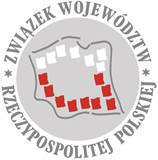 ZWIĄZEK WOJEWÓDZTW
RZECZYPOSPOLITEJ POLSKIEJ